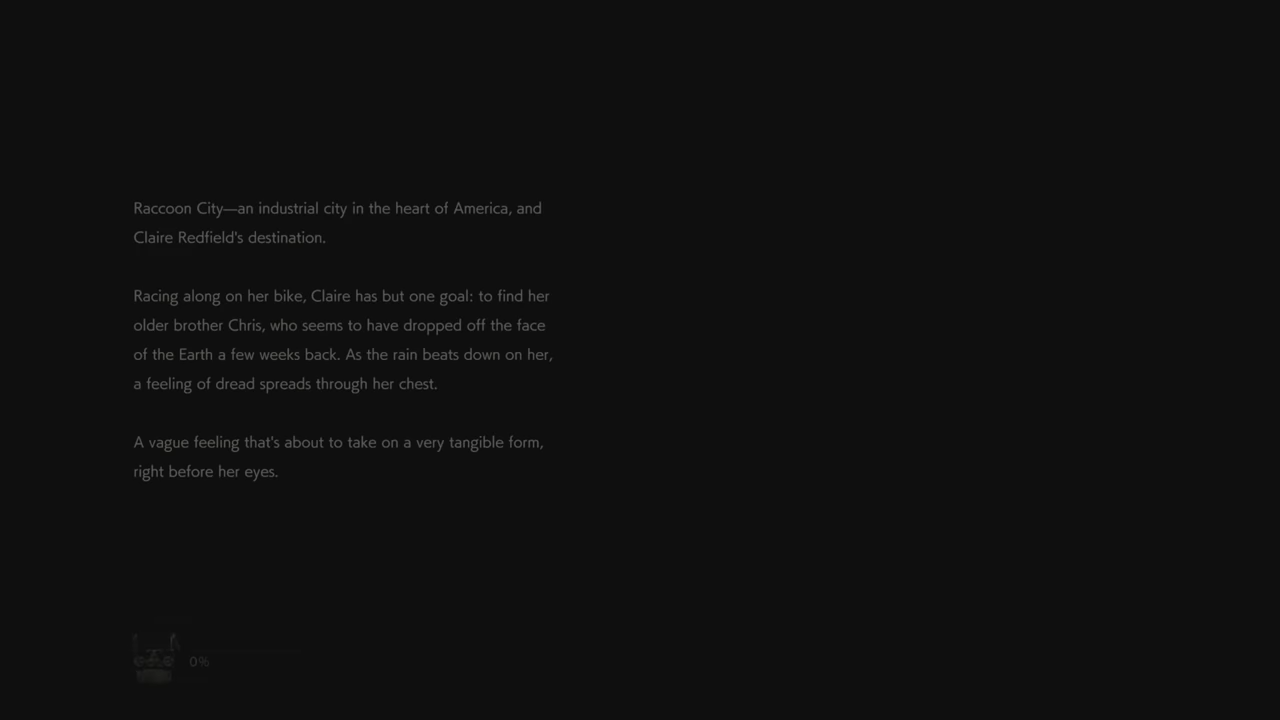 Raccoon City—an industrial city in the heart of America, and
Claire Redfield's destination.
Racing along on her bike, Claire has but one goal: to find her
older brother Chris, who seems to have dropped off the face
of the Earth a few weeks back. As the rain beats down on her,
a feeling of dread spreads through her chest.
A vague feeling that's about to take on a very tangible form,
right before her eyes.
0%